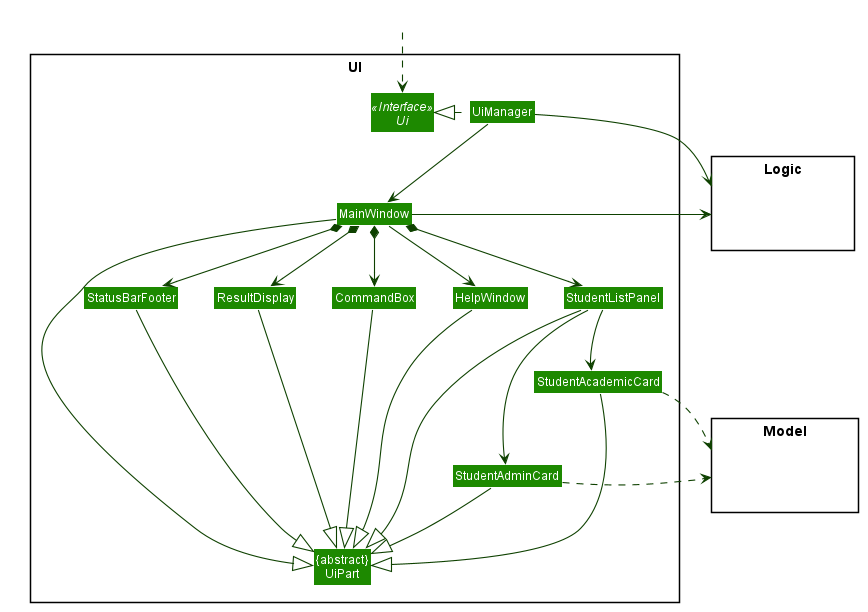 UI
«Interface»
Ui
UiManager
Logic
MainWindow
StatusBarFooter
ResultDisplay
CommandBox
HelpWindow
StudentListPanel
StudentAcademicCard
Model
StudentAdminCard
{abstract}
UiPart